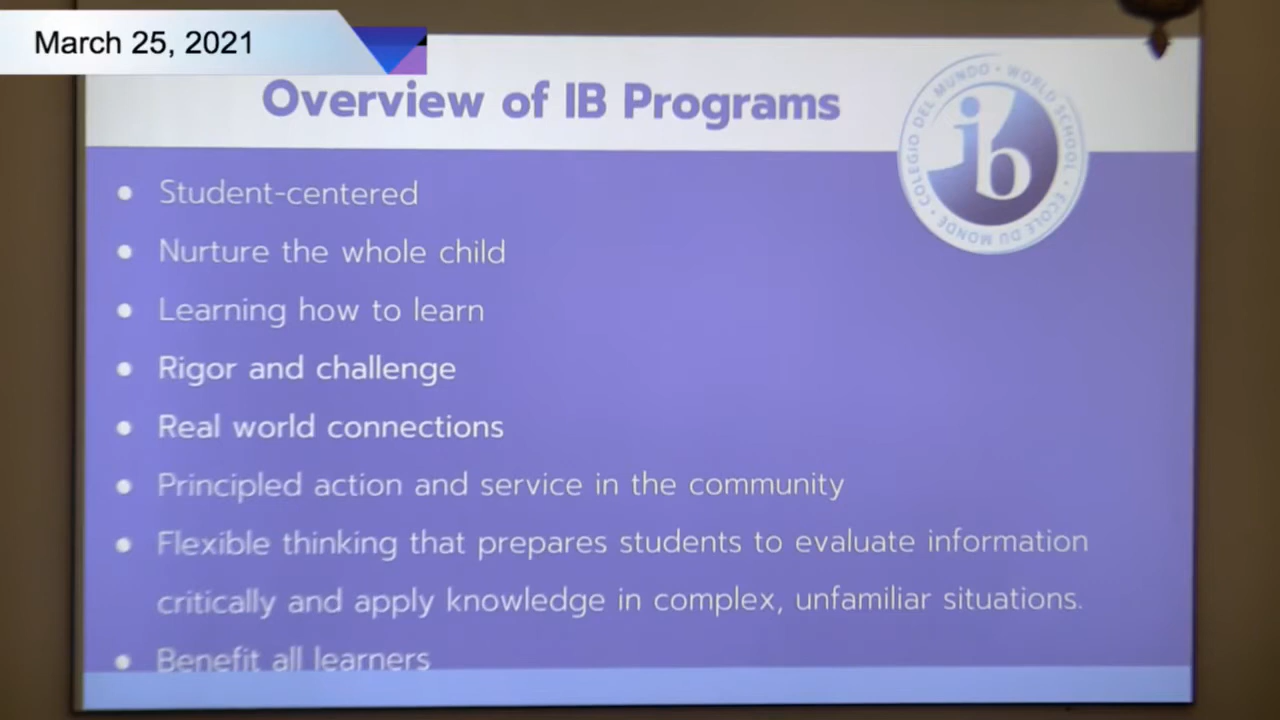 March 25, 2021
Overview of IB Programs
COLEGIO DEL MUNDO • WORLD SCHOOL • ECOLE DU MONDE •
ib
• Student-centered
• Nurture the whole child
• Learning how to learn
• Rigor and challenge
• Real world connections
• Principled action and service in the community
• Flexible thinking that prepares students to evaluate information
critically and apply knowledge in complex, unfamiliar situations.
• Benefit all learners